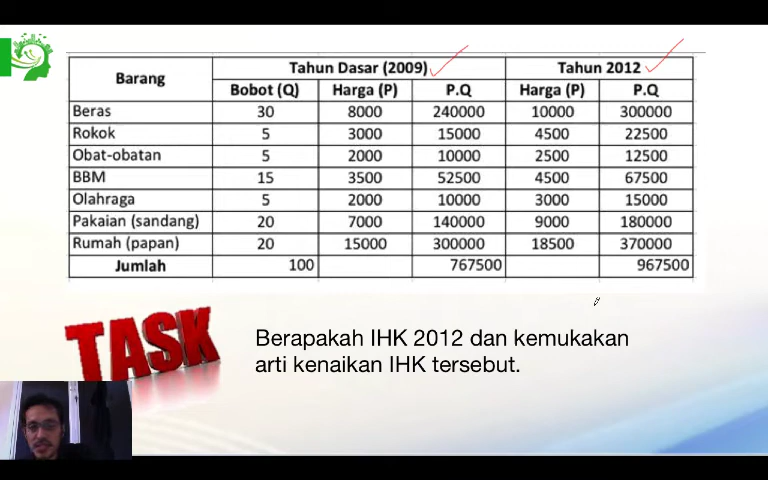 Barang Tahun Dasar (2009) Tahun 2012
Bobot (Q) Harga (P) P.Q Harga (P) P.Q
Beras 30 8000 240000 10000 300000
Rokok 5 3000 15000 4500 22500
Obat-obatan 5 2000 10000 2500 12500
BBM 15 3500 52500 4500 67500
Olahraga 5 2000 10000 3000 15000
Pakaian (sandang) 20 7000 140000 9000 180000
Rumah (papan) 20 15000 300000 18500 370000
Jumlah 100 767500 967500
TASK
Berapakah IHK 2012 dan kemukakan
arti kenaikan IHK tersebut.